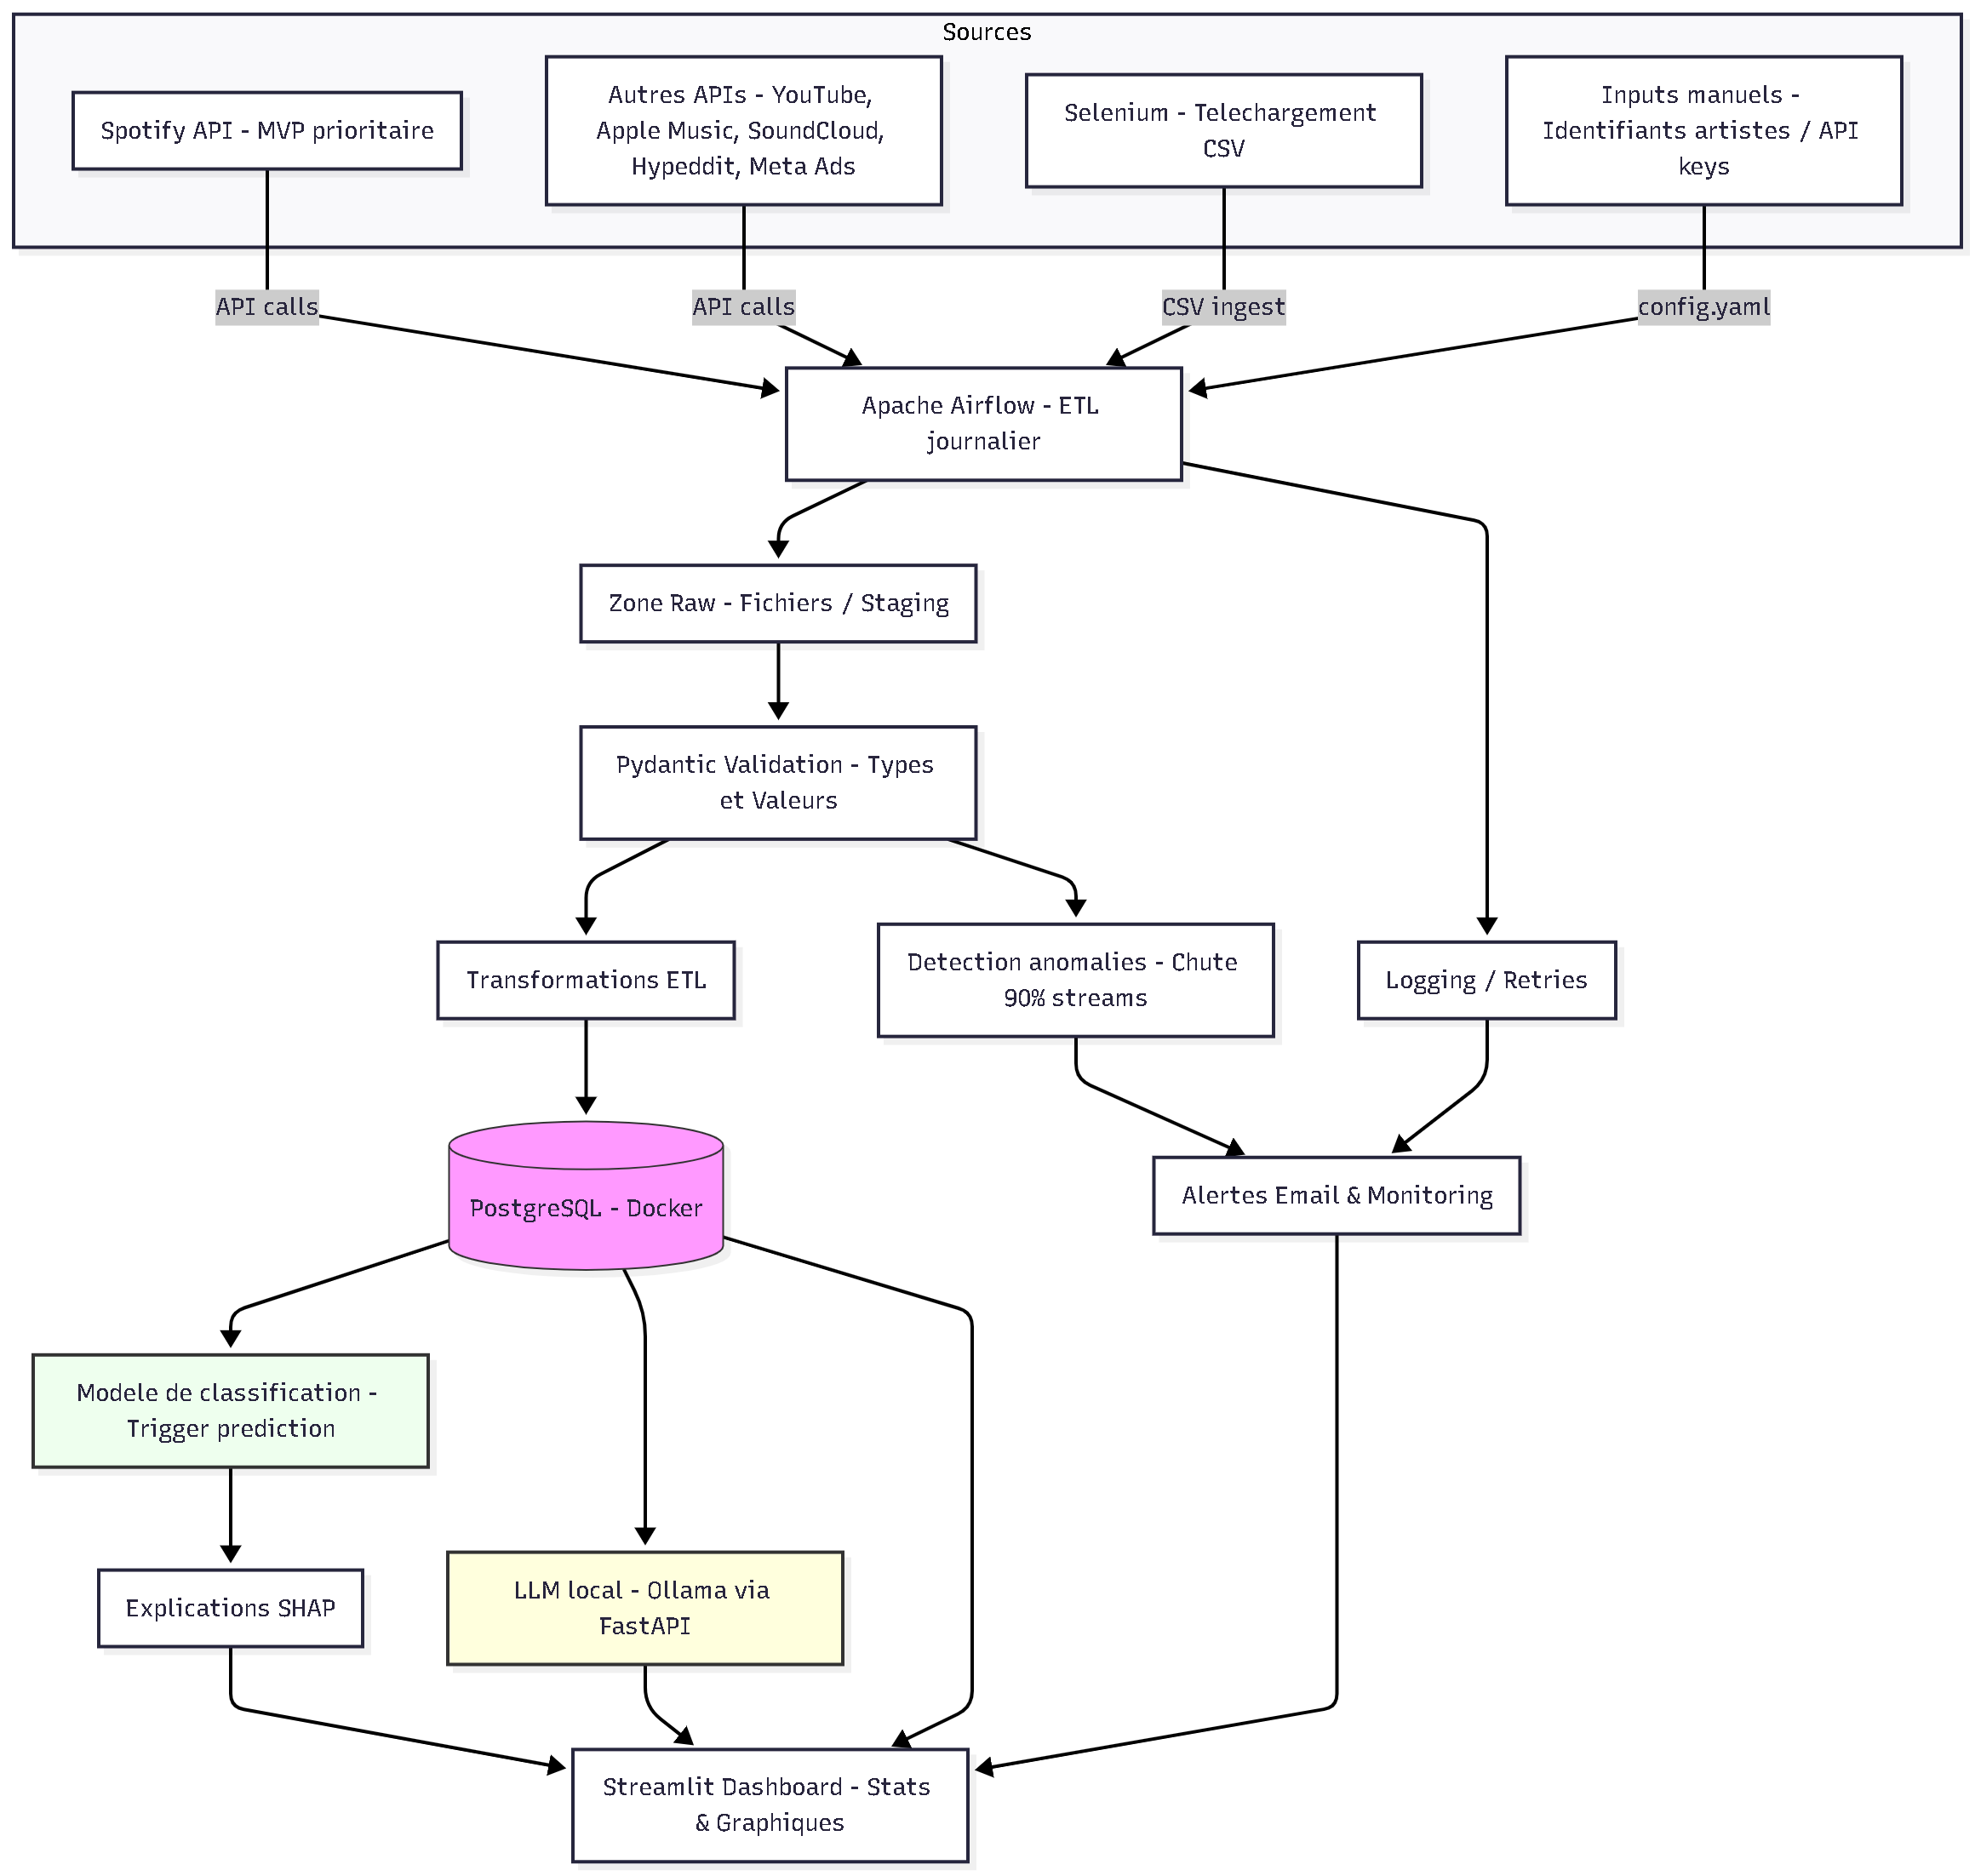 Sources
Spotify API - MVP prioritaire
Autres APIs - YouTube,
Apple Music, SoundCloud,
Hypeddit, Meta Ads
Selenium - Telechargement
CSV
Inputs manuels -
Identifiants artistes / API
keys
API calls
API calls
CSV ingest
config.yaml
Apache Airflow - ETL
journalier
Zone Raw - Fichiers / Staging
Pydantic Validation - Types
et Valeurs
Transformations ETL
Detection anomalies - Chute
90% streams
Logging / Retries
PostgreSQL - Docker
Alertes Email & Monitoring
Modele de classification -
Trigger prediction
Explications SHAP
LLM local - Ollama via
FastAPI
Streamlit Dashboard - Stats
& Graphiques